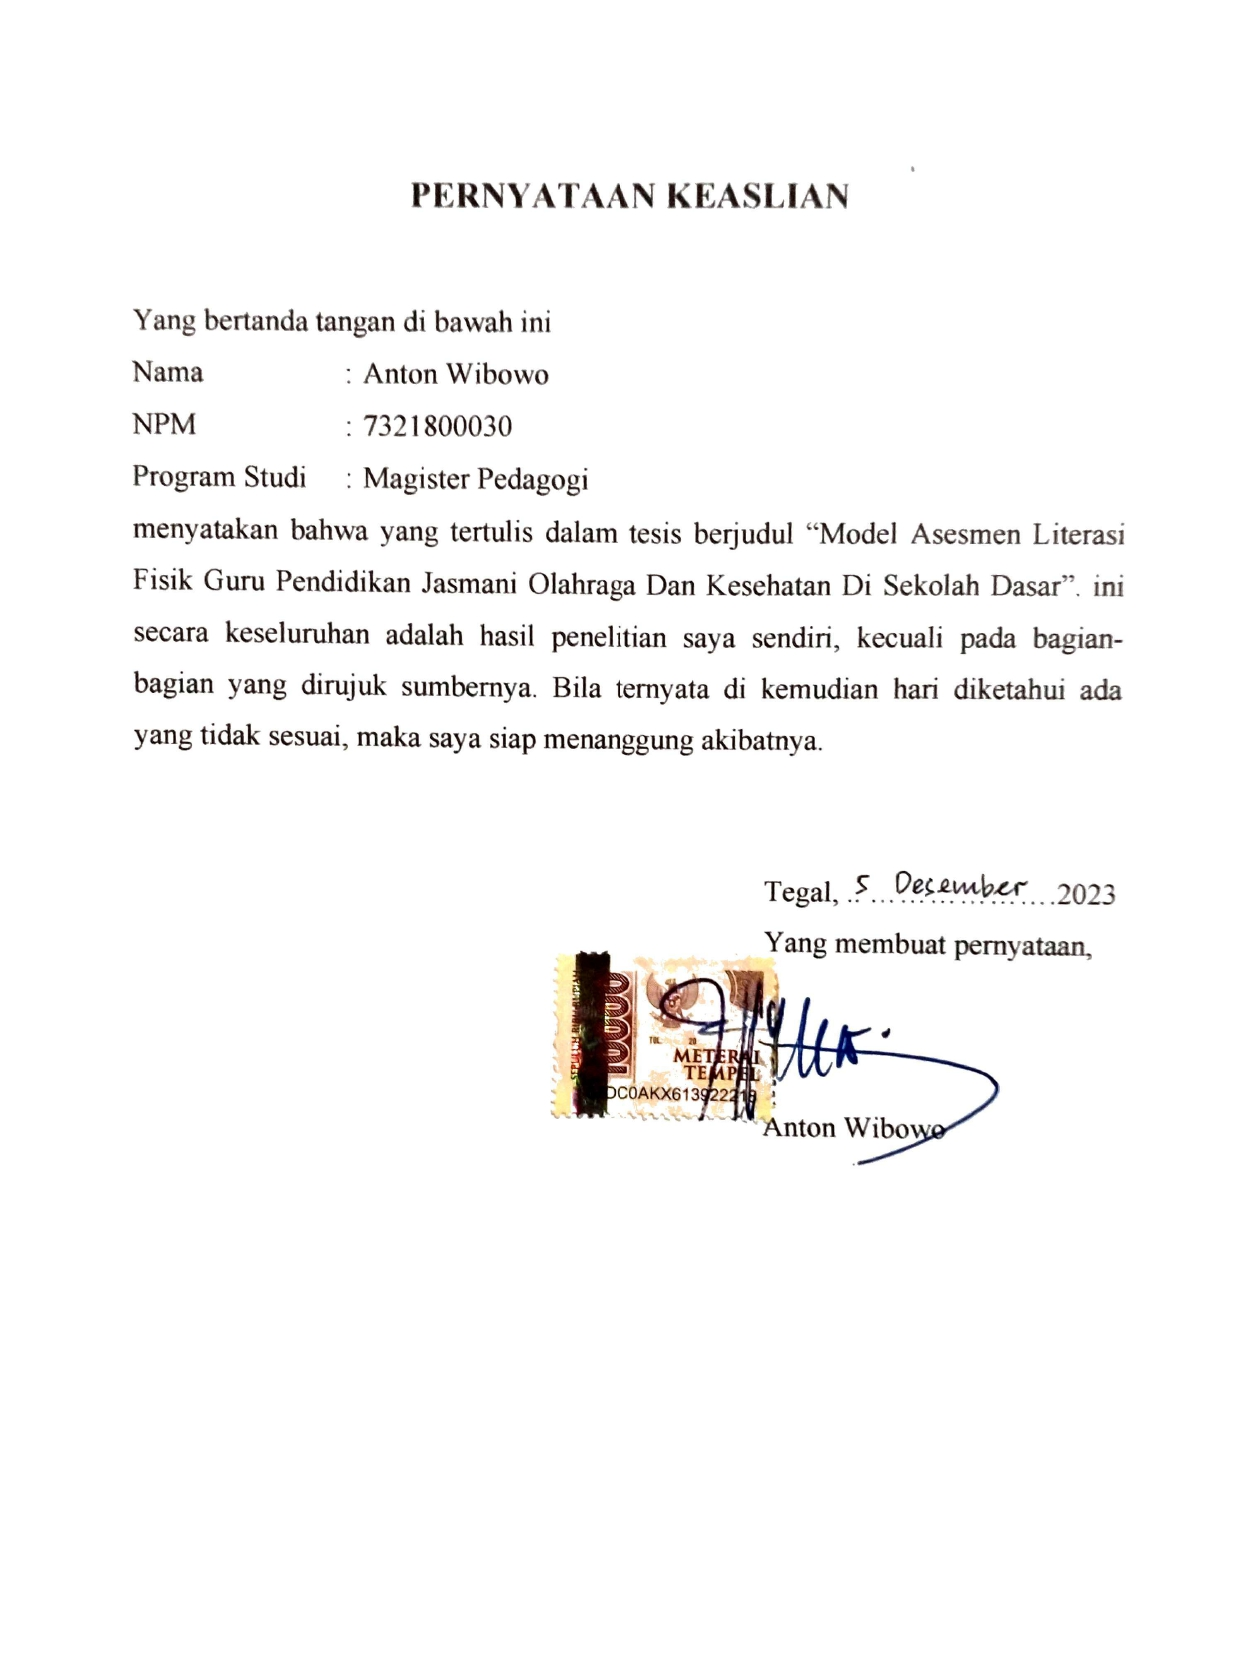 PERNYATAAN KEASLIAN
Yang bertanda tangan di bawah ini
Nama : Anton Wibowo
NPM : 7321800030
Program Studi : Magister Pedagogi
menyatakan bahwa yang tertulis dalam tesis berjudul “Model Asesmen Literasi
Fisik Guru Pendidikan Jasmani Olahraga Dan Kesehatan Di Sekolah Dasar”. ini
secara keseluruhan adalah hasil penelitian saya sendiri, kecuali pada bagian-
bagian yang dirujuk sumbernya. Bila ternyata di kemudian hari diketahui ada
yang tidak sesuai, maka saya siap menanggung akibatnya.
Tegal, 5 Desember 2023
Yang membuat pernyataan,
TGL. 20
METERAI
TEMPEL
Anton Wibowo